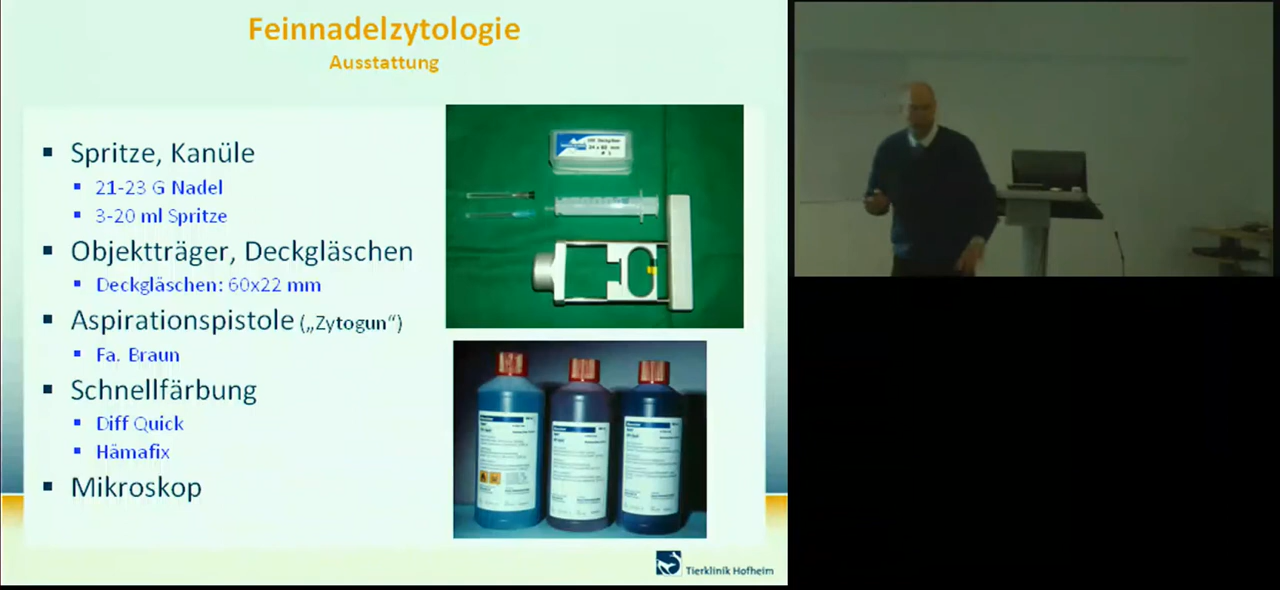 Feinnadelzytologie
Ausstattung
▪ Spritze, Kanüle
▪ 21-23 G Nadel
▪ 3-20 ml Spritze
▪ Objektträger, Deckgläschen
▪ Deckgläschen: 60x22 mm
▪ Aspirationspistole („Zytogun“)
▪ Fa. Braun
▪ Schnellfärbung
▪ Diff Quick
▪ Hämafix
▪ Mikroskop
Tierklinik Hofheim